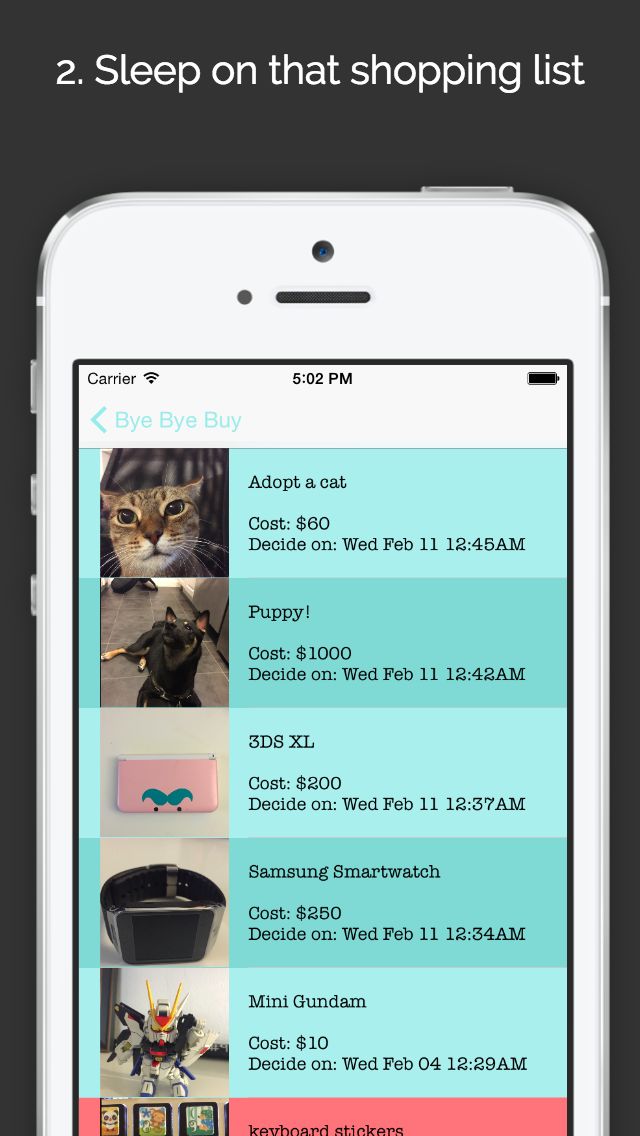 2. Sleep on that shopping list
Carrier 5:02 PM
Bye Bye Buy
Adopt a cat
Cost: $60
Decide on: Wed Feb 11 12:45AM
Puppy!
Cost: $1000
Decide on: Wed Feb 11 12:42AM
3DS XL
Cost: $200
Decide on: Wed Feb 11 12:37AM
Samsung Smartwatch
Cost: $250
Decide on: Wed Feb 11 12:34AM
Mini Gundam
Cost: $10
Decide on: Wed Feb 04 12:29AM
keyboard stickers